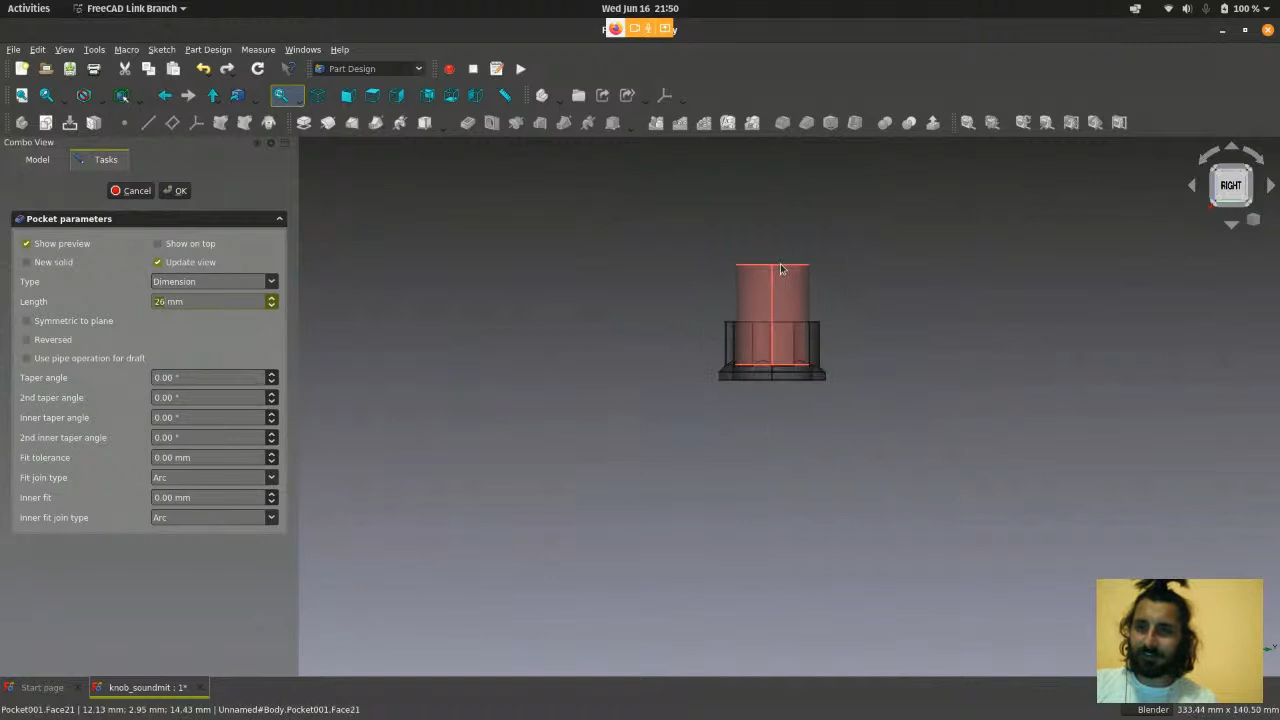 Activities FreeCAD Link Branch Wed Jun 16 21:50 100 %
File Edit View Tools Macro Sketch Part Design Measure Windows Help
Part Design
Combo View
Model Tasks
Cancel OK
Pocket parameters
Show preview Show on top
New solid Update view
Type Dimension
Length 26 mm
Symmetric to plane
Reversed
Use pipe operation for draft
Taper angle 0.00 °
2nd taper angle 0.00 °
Inner taper angle 0.00 °
2nd inner taper angle 0.00 °
Fit tolerance 0.00 mm
Fit join type Arc
Inner fit 0.00 mm
Inner fit join type Arc
RIGHT
Start page knob_soundmit : 1*
Pocket001.Face21 | 12.13 mm; 2.95 mm; 14.43 mm | Unnamed#Body.Pocket001.Face21 Blender 333.44 mm x 140.50 mm